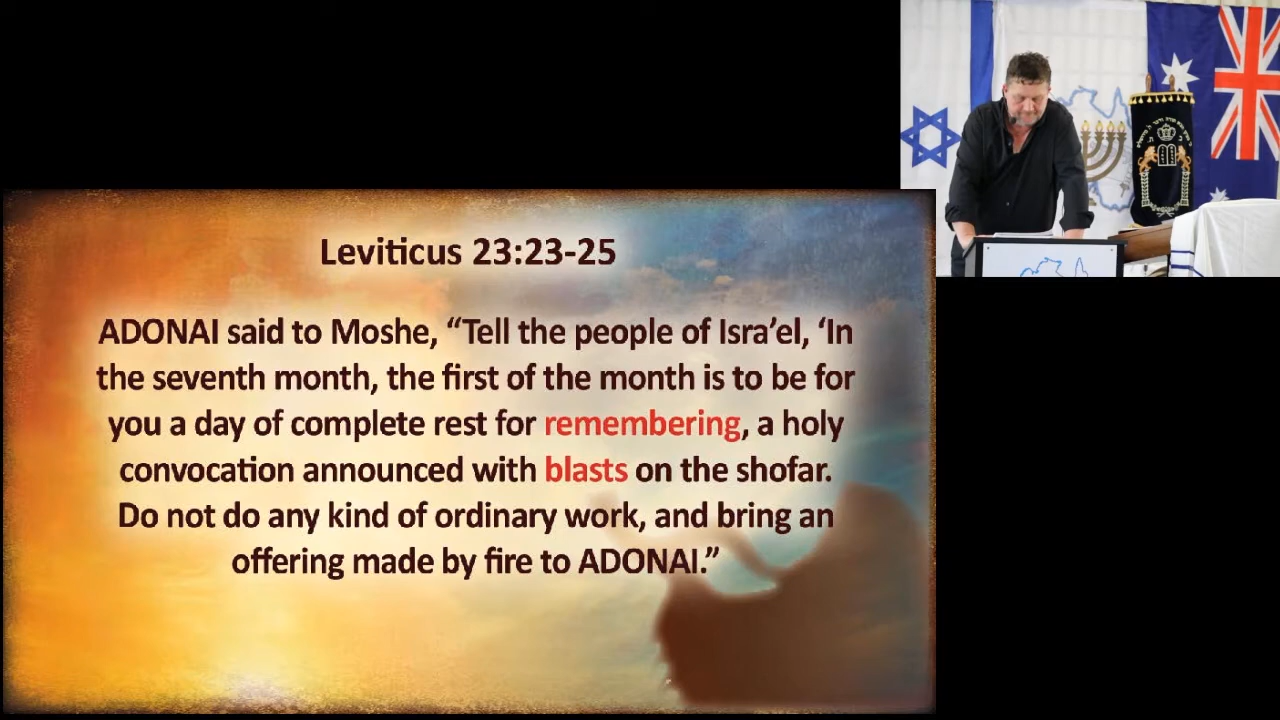 Leviticus 23:23-25
ADONAI said to Moshe, “Tell the people of Isra’el, ‘In
the seventh month, the first of the month is to be for
you a day of complete rest for remembering, a holy
convocation announced with blasts on the shofar.
Do not do any kind of ordinary work, and bring an
offering made by fire to ADONAI.”